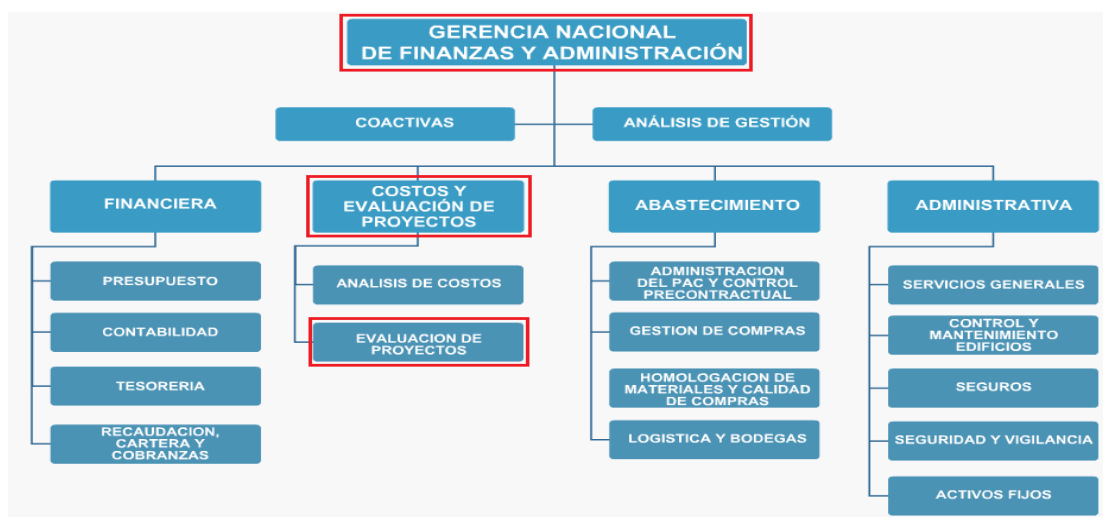 GERENCIA NACIONAL
DE FINANZAS Y ADMINISTRACIÓN
COACTIVAS
ANÁLISIS DE GESTIÓN
FINANCIERA
PRESUPUESTO
CONTABILIDAD
TESORERIA
RECAUDACION,
CARTERA Y
COBRANZAS
COSTOS Y
EVALUACIÓN DE
PROYECTOS
ANALISIS DE COSTOS
EVALUACION DE
PROYECTOS
ABASTECIMIENTO
ADMINISTRACION
DEL PAC Y CONTROL
PRECONTRACTUAL
GESTION DE COMPRAS
HOMOLOGACION DE
MATERIALES Y CALIDAD
DE COMPRAS
LOGISTICA Y BODEGAS
ADMINISTRATIVA
SERVICIOS GENERALES
CONTROL Y
MANTENIMIENTO
EDIFICIOS
SEGUROS
SEGURIDAD Y VIGILANCIA
ACTIVOS FIJOS